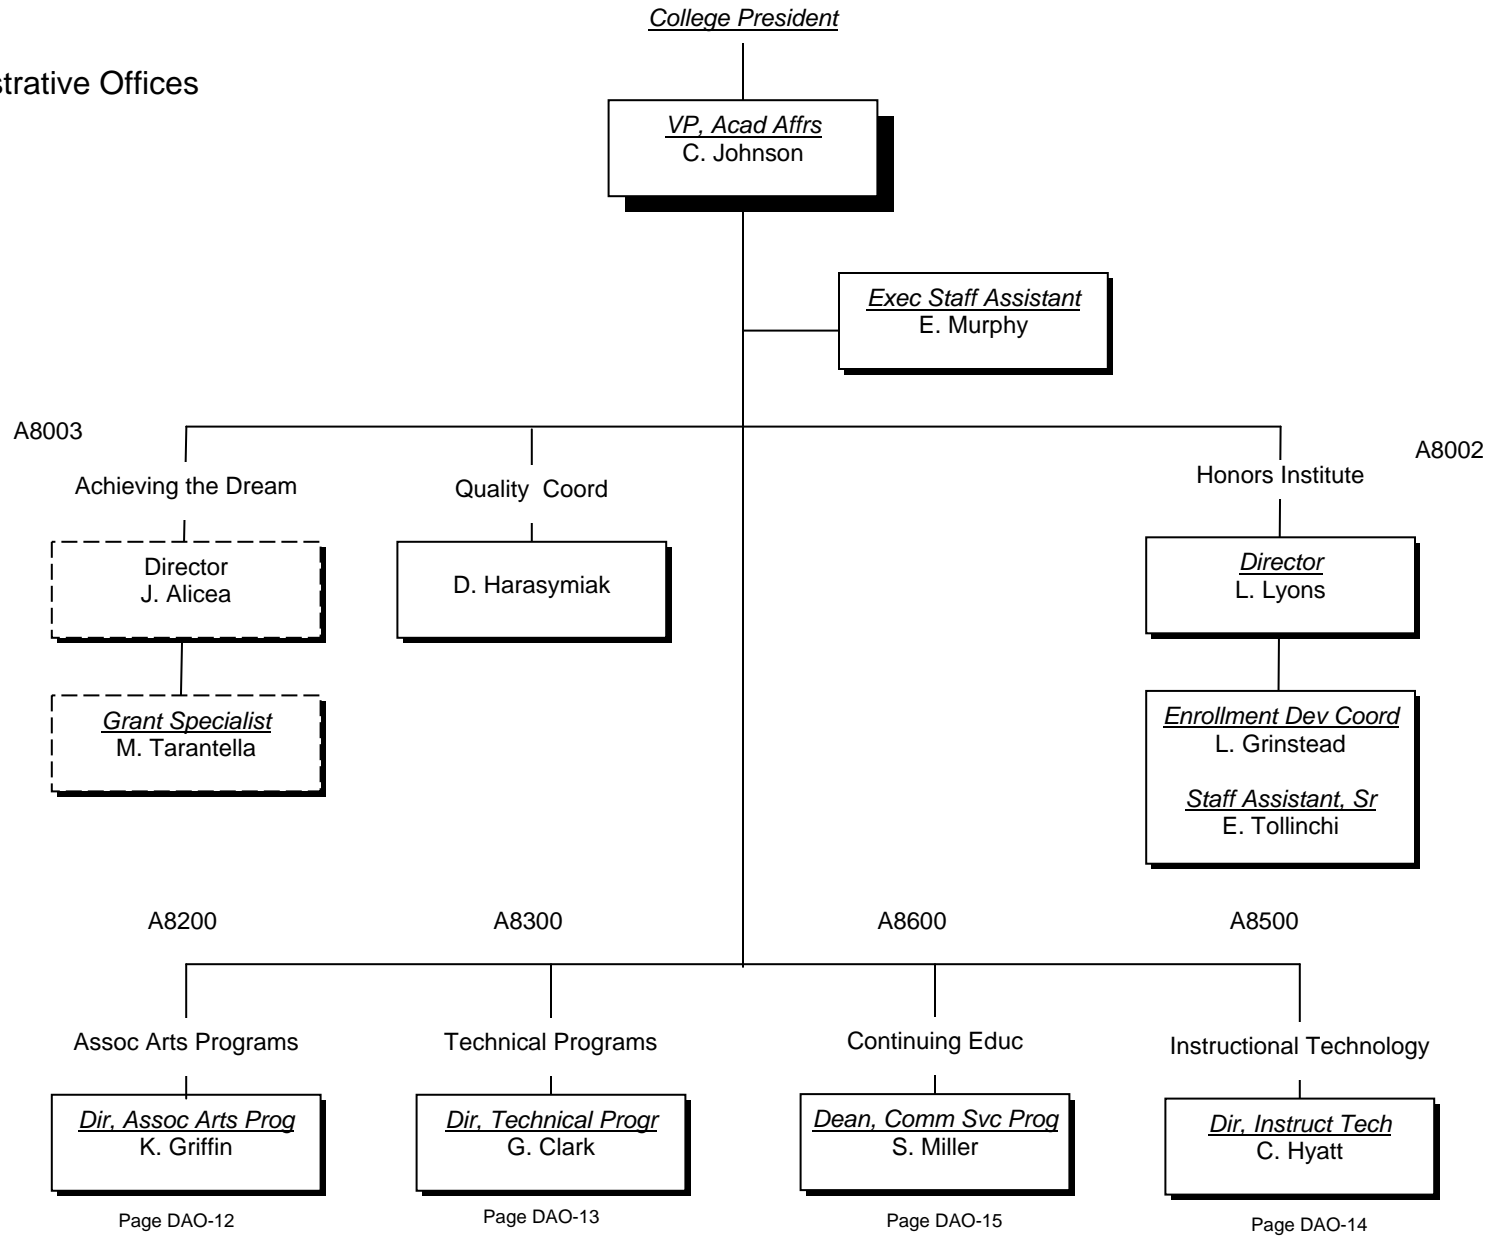 College President
strative Offices
VP, Acad Affrs
C. Johnson
Exec Staff Assistant
E. Murphy
A8003
A8002
Achieving the Dream
Quality  Coord
Honors Institute
Director
J. Alicea
D. Harasymiak
Director
L. Lyons
Grant Specialist
M. Tarantella
Enrollment Dev Coord
L. Grinstead
Staff Assistant, Sr
E. Tollinchi
A8200
A8300
A8600
A8500
Assoc Arts Programs
Technical Programs
Continuing Educ
Instructional Technology
Dir, Assoc Arts Prog
K. Griffin
Dir, Technical Progr
G. Clark
Dean, Comm Svc Prog
S. Miller
Dir, Instruct Tech
C. Hyatt
Page DAO-12
Page DAO-13
Page DAO-15
Page DAO-14